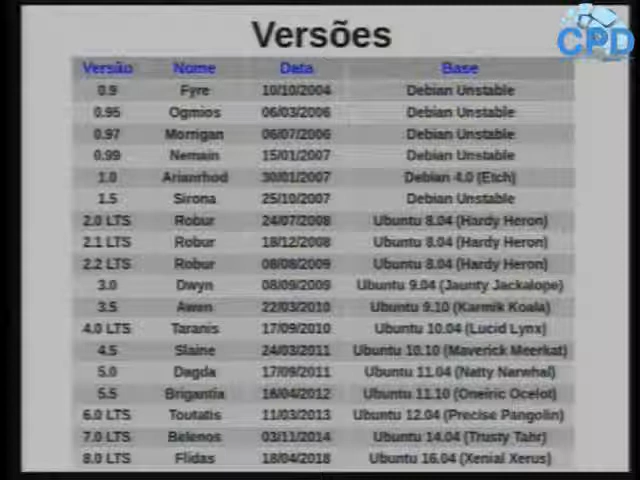 Versões
CPD
Versão Nome Data Base
0.9 Fyre 10/10/2004 Debian Unstable
0.95 Ogmios 06/03/2006 Debian Unstable
0.97 Morrigan 06/07/2006 Debian Unstable
0.99 Nemain 15/01/2007 Debian Unstable
1.0 Arianrhod 30/01/2007 Debian 4.0 (Etch)
1.5 Sirona 25/10/2007 Debian Unstable
2.0 LTS Robur 24/07/2008 Ubuntu 8.04 (Hardy Heron)
2.1 LTS Robur 18/12/2008 Ubuntu 8.04 (Hardy Heron)
2.2 LTS Robur 08/08/2009 Ubuntu 8.04 (Hardy Heron)
3.0 Dwyn 08/09/2009 Ubuntu 9.04 (Jaunty Jackalope)
3.5 Awen 22/03/2010 Ubuntu 9.10 (Karmik Koala)
4.0 LTS Taranis 17/09/2010 Ubuntu 10.04 (Lucid Lynx)
4.5 Slaine 24/03/2011 Ubuntu 10.10 (Maverick Meerkat)
5.0 Dagda 17/09/2011 Ubuntu 11.04 (Natty Narwhal)
5.5 Brigantia 16/04/2012 Ubuntu 11.10 (Oneiric Ocelot)
6.0 LTS Toutatis 11/03/2013 Ubuntu 12.04 (Precise Pangolin)
7.0 LTS Belenos 03/11/2014 Ubuntu 14.04 (Trusty Tahr)
8.0 LTS Flidas 18/04/2018 Ubuntu 16.04 (Xenial Xerus)